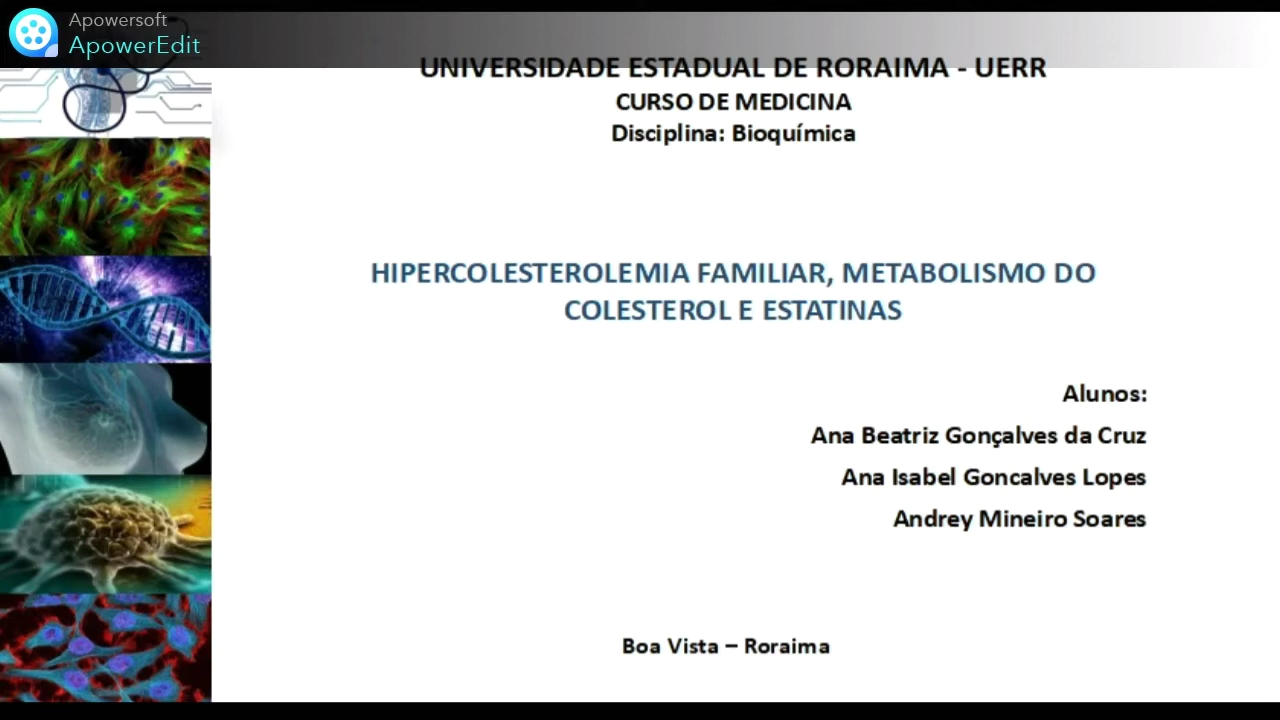 Apowersoft
ApowerEdit
UNIVERSIDADE ESTADUAL DE RORAIMA - UERR
CURSO DE MEDICINA
Disciplina: Bioquímica
HIPERCOLESTEROLEMIA FAMILIAR, METABOLISMO DO
COLESTEROL E ESTATINAS
Alunos:
Ana Beatriz Gonçalves da Cruz
Ana Isabel Goncalves Lopes
Andrey Mineiro Soares
Boa Vista – Roraima